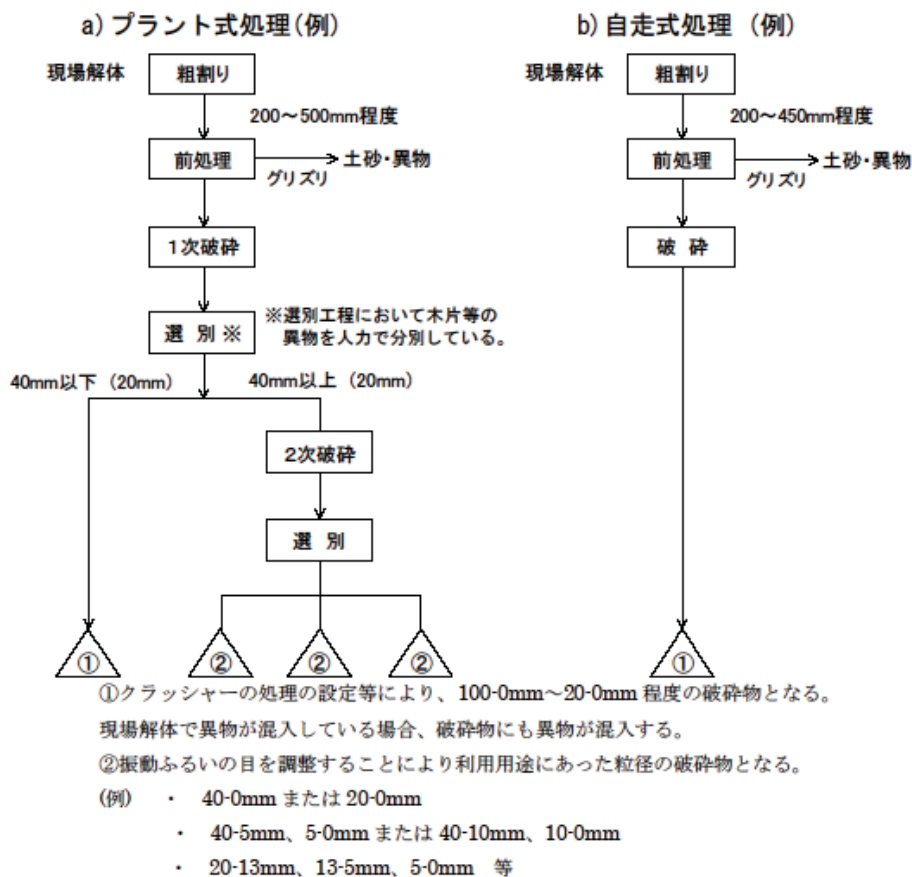 a) プラント式処理(例)
b) 自走式処理 (例)
現場解体
粗割り
200～500mm程度
前処理
土砂・異物
グリズリ
1次破砕
選 別 ※
※選別工程において木片等の
異物を人力で分別している。
40mm以下 (20mm)
40mm以上 (20mm)
2次破砕
選 別
①
②
②
②
現場解体
粗割り
200～450mm程度
前処理
土砂・異物
グリズリ
破 砕
①
①クラッシャーの処理の設定等により、100-0mm～20-0mm 程度の破砕物となる。
現場解体で異物が混入している場合、破砕物にも異物が混入する。
②振動ふるいの目を調整することにより利用用途にあった粒径の破砕物となる。
(例) ・ 40-0mm または 20-0mm
・ 40-5mm、5-0mm または 40-10mm、10-0mm
・ 20-13mm、13-5mm、5-0mm 等